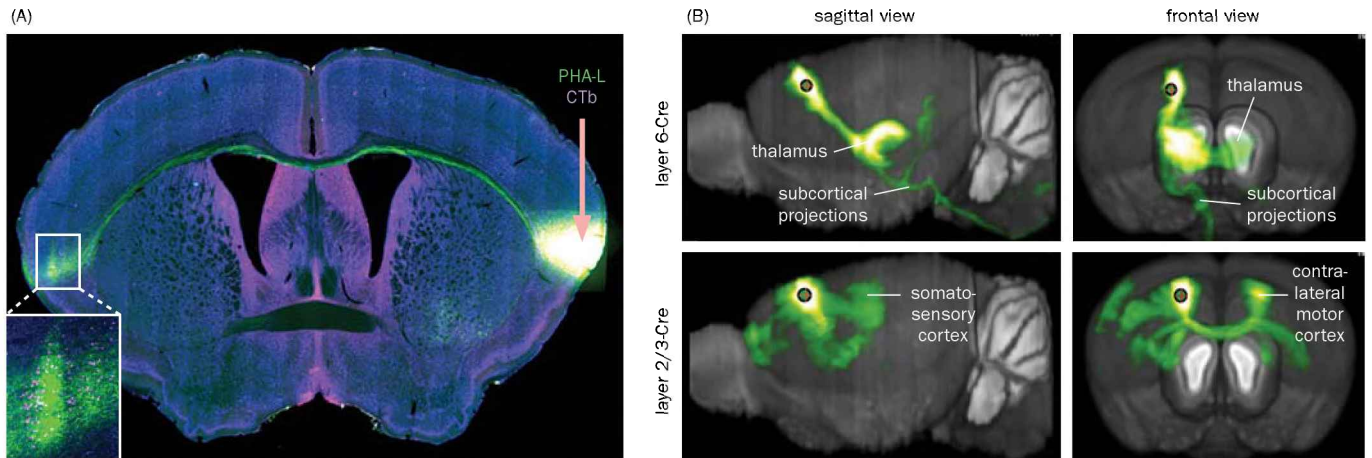 (A)
PHA-L
CTb
(B)
sagittal view
frontal view
layer 6-Cre
thalamus
subcortical
projections
thalamus
subcortical
projections
layer 2/3-Cre
somato-
sensory
cortex
contra-
lateral
motor
cortex